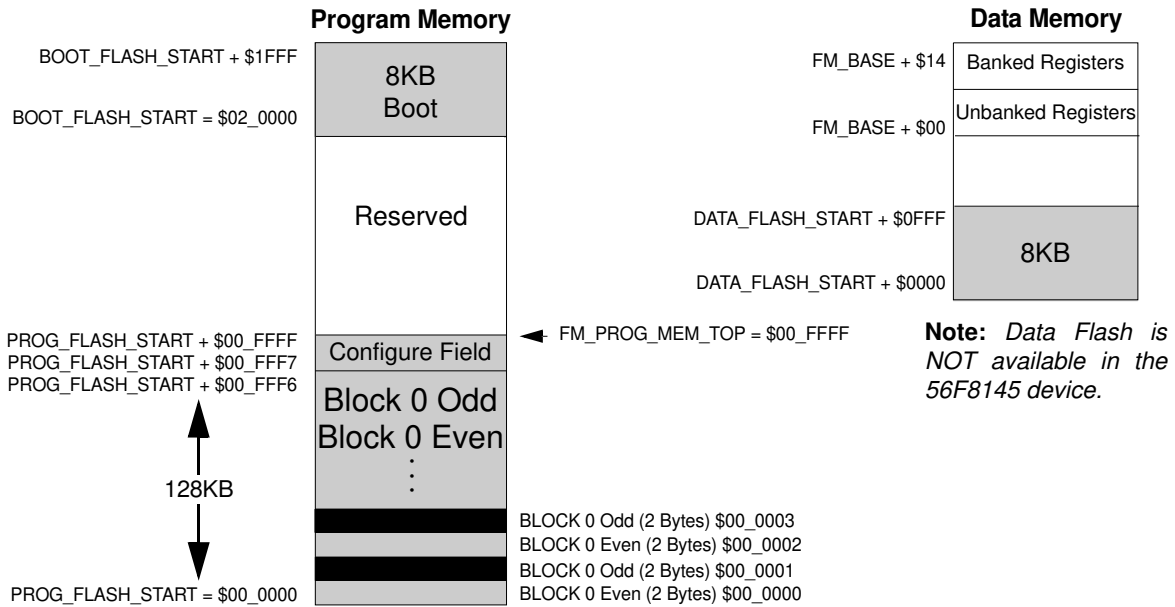 Program Memory
BOOT_FLASH_START + $1FFF
8KB
Boot
BOOT_FLASH_START = $02_0000
Reserved
PROG_FLASH_START + $00_FFFF
FM_PROG_MEM_TOP = $00_FFFF
Configure Field
PROG_FLASH_START + $00_FFF7
PROG_FLASH_START + $00_FFF6
Block 0 Odd
Block 0 Even
128KB
BLOCK 0 Odd (2 Bytes) $00_0003
BLOCK 0 Even (2 Bytes) $00_0002
BLOCK 0 Odd (2 Bytes) $00_0001
PROG_FLASH_START = $00_0000
BLOCK 0 Even (2 Bytes) $00_0000
Data Memory
FM_BASE + $14
Banked Registers
Unbanked Registers
FM_BASE + $00
DATA_FLASH_START + $0FFF
8KB
DATA_FLASH_START + $0000
Note: Data Flash is
NOT available in the
56F8145 device.